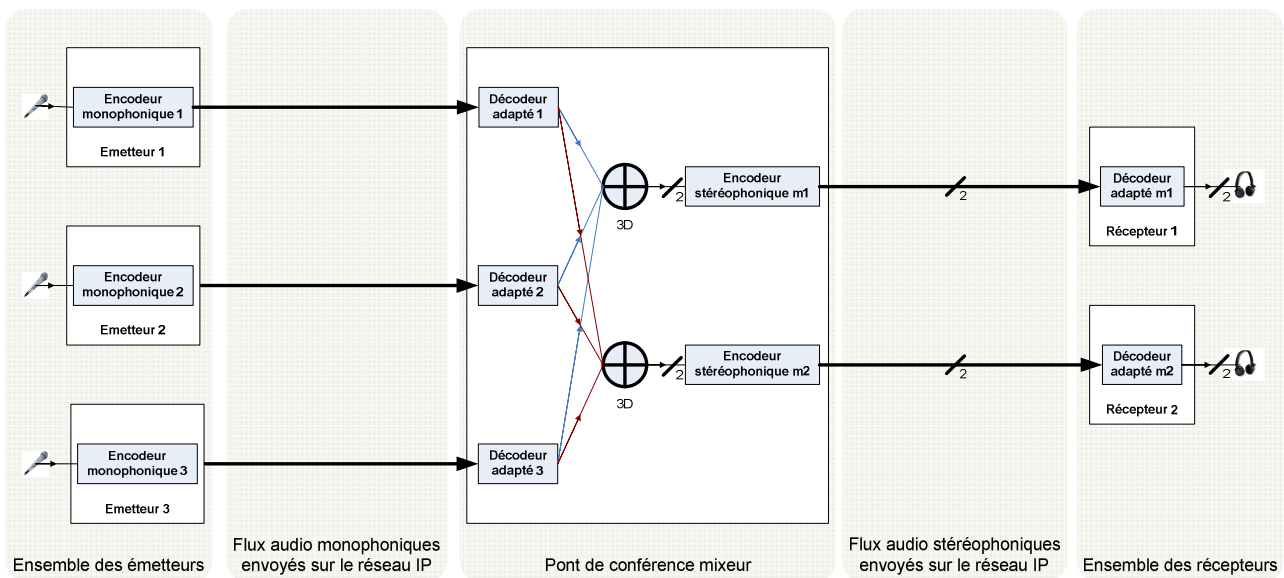 Encodeur
monophonique 1
Emetteur 1
Encodeur
monophonique 2
Emetteur 2
Encodeur
monophonique 3
Emetteur 3
Ensemble des émetteurs
Flux audio monophoniques
envoyés sur le réseau IP
Décodeur
adapté 1
Décodeur
adapté 2
Décodeur
adapté 3
3D
2
Encodeur
stéréophonique m1
3D
2
Encodeur
stéréophonique m2
Pont de conférence mixeur
2
2
Flux audio stéréophoniques
envoyés sur le réseau IP
Décodeur
adapté m1
2
Récepteur 1
Décodeur
adapté m2
2
Récepteur 2
Ensemble des récepteurs